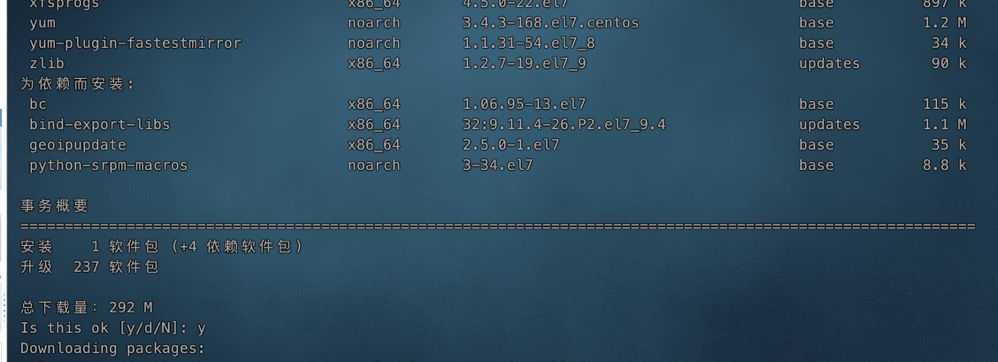 xfsprogs x86_64 4.5.0-22.el7 base 897 k
yum noarch 3.4.3-168.el7.centos base 1.2 M
yum-plugin-fastestmirror noarch 1.1.31-54.el7_8 base 34 k
zlib x86_64 1.2.7-19.el7_9 updates 90 k
为依赖而安装:
bc x86_64 1.06.95-13.el7 base 115 k
bind-export-libs x86_64 32:9.11.4-26.P2.el7_9.4 updates 1.1 M
geoipupdate x86_64 2.5.0-1.el7 base 35 k
python-srpm-macros noarch 3-34.el7 base 8.8 k
事务概要
================================================================================
安装 1 软件包 (+4 依赖软件包)
升级 237 软件包
总下载量：292 M
Is this ok [y/d/N]: y
Downloading packages: